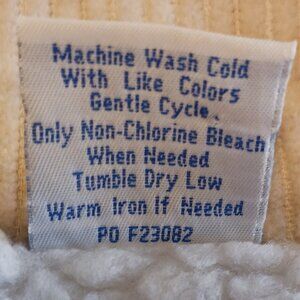 Machine Wash Cold
With Like Colors
Gentle Cycle.
Only Non-Chlorine Bleach
When Needed
Tumble Dry Low
Warm Iron If Needed
PO F23082